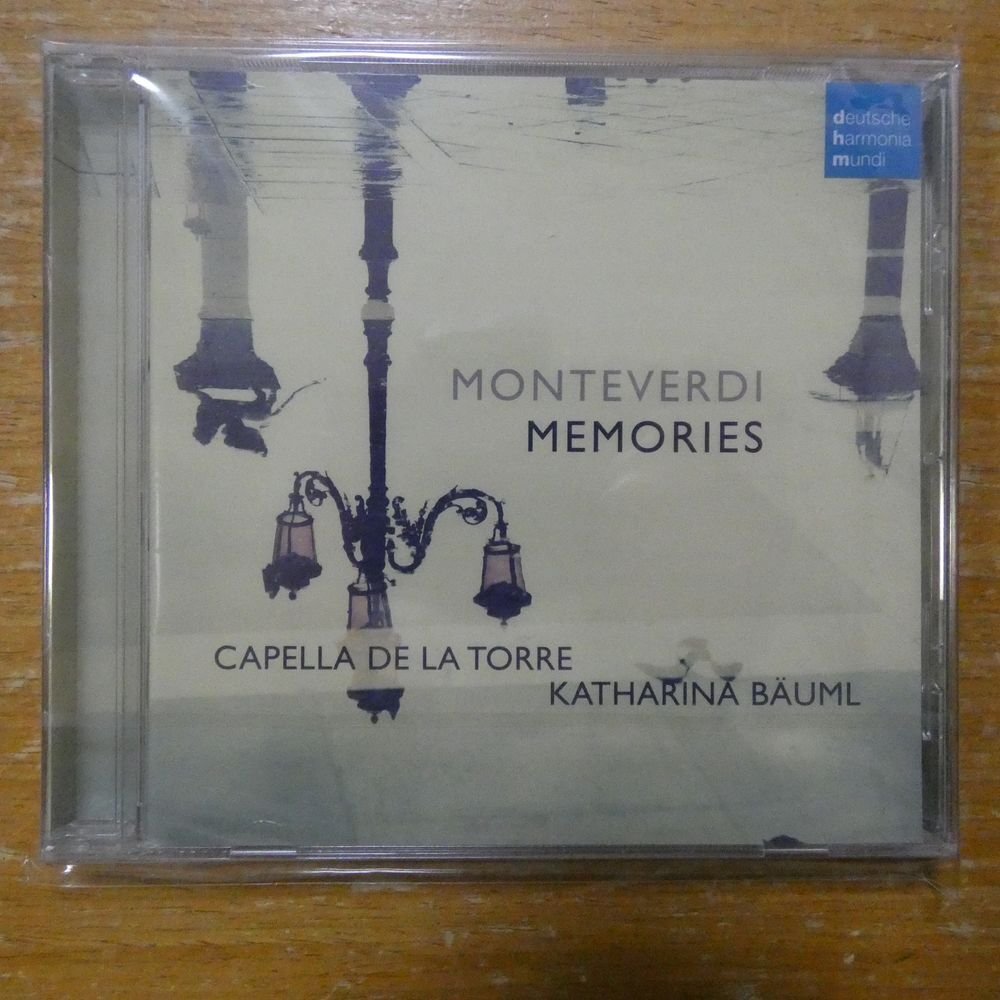 deutsche
harmonia
mundi
MONTEVERDI
MEMORIES
CAPELLA DE LA TORRE
KATHARINA BÄUML